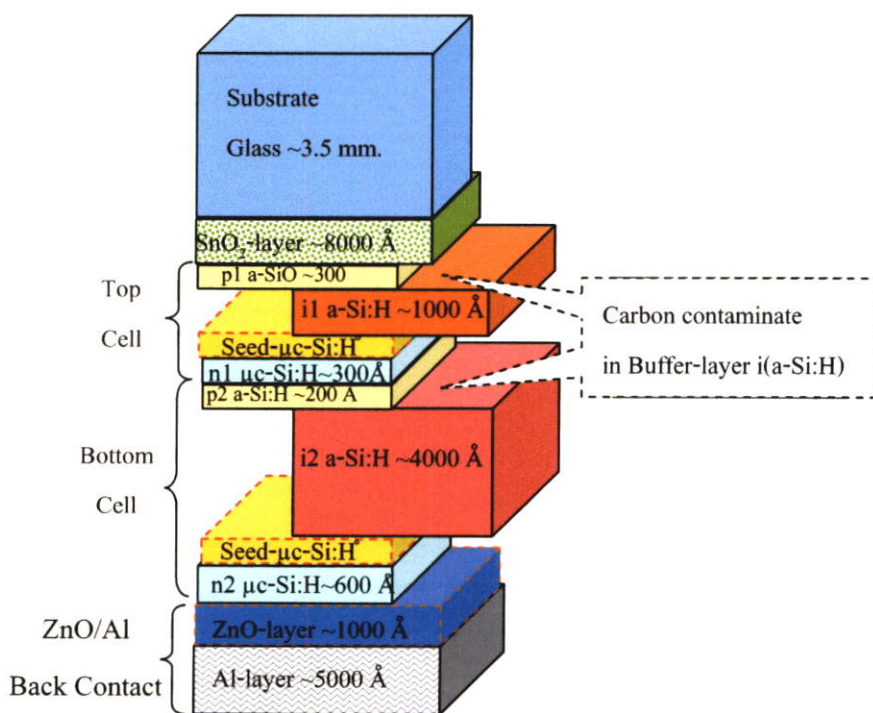 Substrate
Glass ~3.5 mm.
SnO₂-layer ~8000 Å
p1 a-SiO ~300
Top
Cell
i1 a-Si:H ~1000 Å
Carbon contaminate
in Buffer-layer i(a-Si:H)
Seed-µc-Si:H°
n1 µc-Si:H~300Å
p2 a-Si:H ~200 Å
Bottom
Cell
i2 a-Si:H ~4000 Å
Seed-µc-Si:H°
n2 µc-Si:H~600 Å
ZnO/Al
Back Contact
ZnO-layer ~1000 Å
Al-layer ~5000 Å